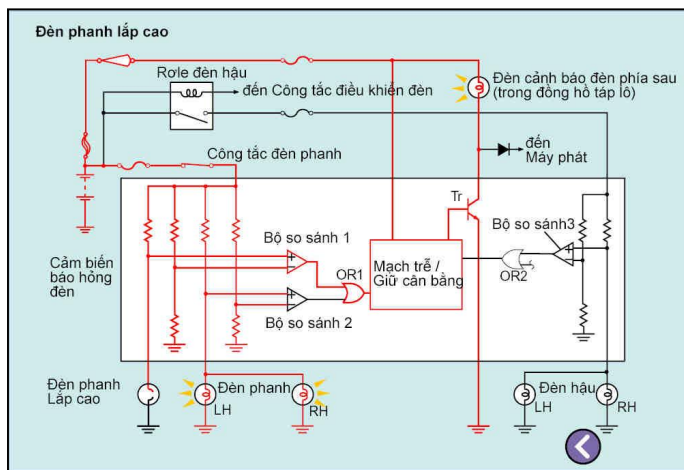 Đèn phanh lắp cao
Rơle đèn hậu
đến Công tắc điều khiển đèn
Đèn cảnh báo đèn phía sau
(trong đồng hồ táp lô)
Công tắc đèn phanh
đến
Máy phát
Tr
Bộ so sánh 1
Bộ so sánh3
Cảm biến
báo hỏng
đèn
OR1
Mạch trễ /
Giữ cân bằng
OR2
Bộ so sánh 2
Đèn phanh
Lắp cao
Đèn phanh
LH
RH
Đèn hậu
LH
RH